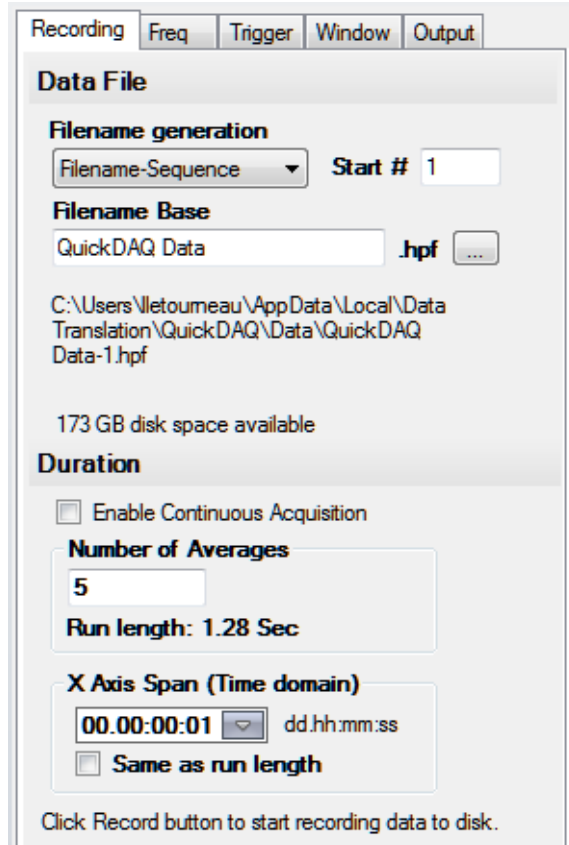 Recording Freq Trigger Window Output
Data File
Filename generation
Filename-Sequence Start # 1
Filename Base
QuickDAQ Data .hpf ...
C:\Users\lletourneau\AppData\Local\Data
Translation\QuickDAQ\Data\QuickDAQ
Data-1.hpf
173 GB disk space available
Duration
Enable Continuous Acquisition
Number of Averages
5
Run length: 1.28 Sec
X Axis Span (Time domain)
00.00:00:01 dd.hh:mm:ss
Same as run length
Click Record button to start recording data to disk.